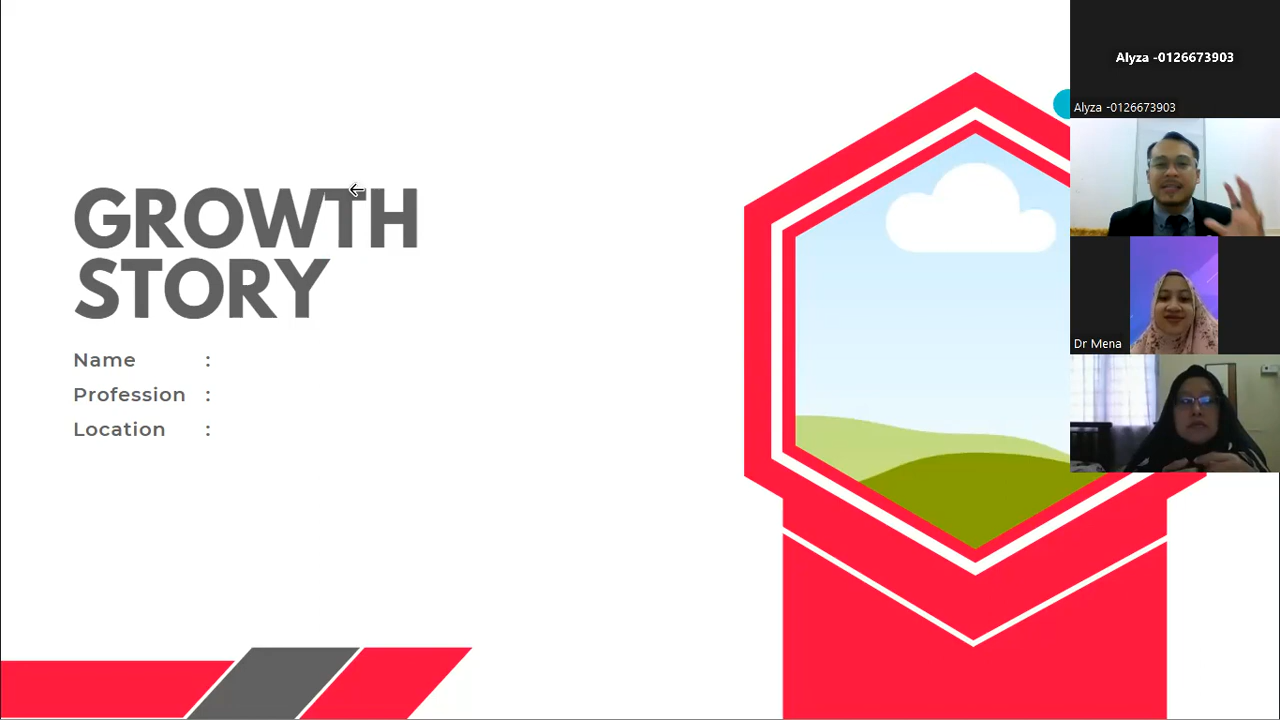 GROWTH
STORY
Name :
Profession :
Location :
Alyza -0126673903
Alyza -0126673903
Dr Mena